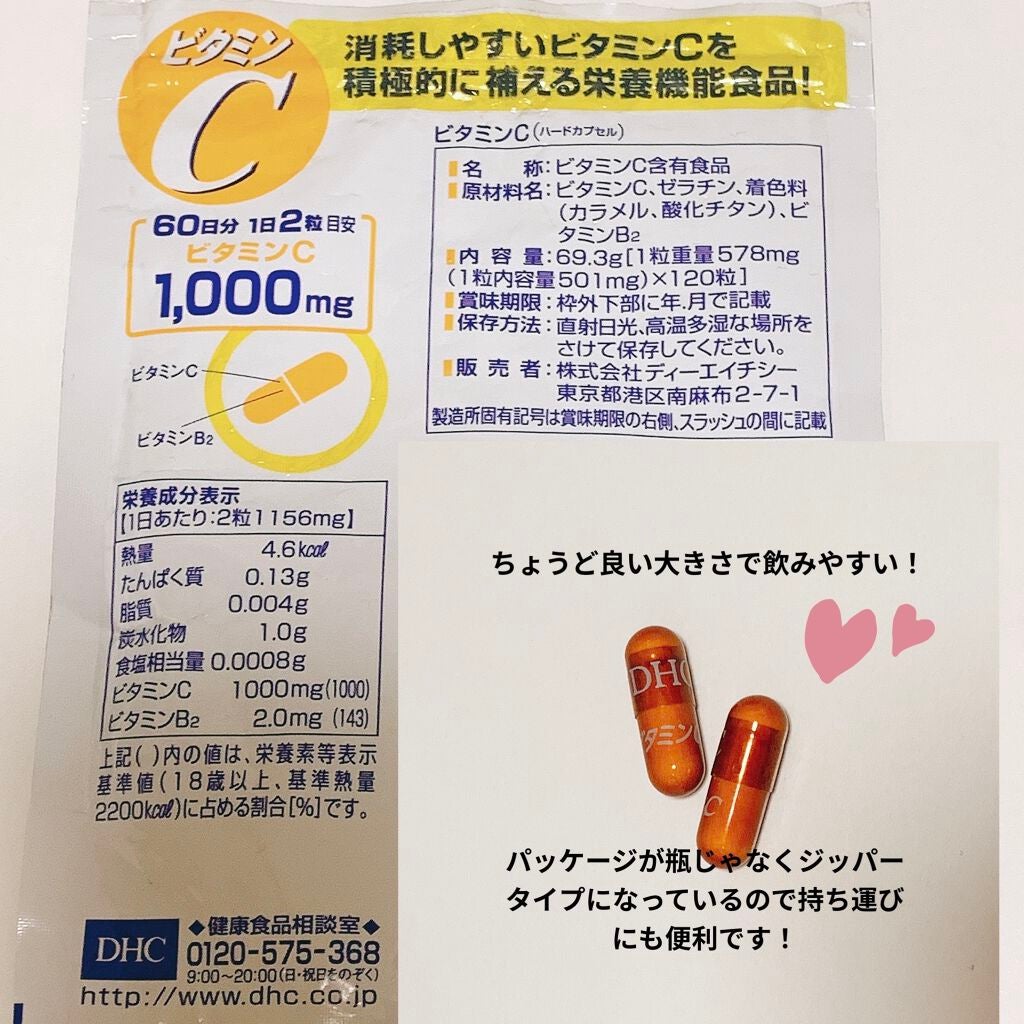 ビタミン
C
消耗しやすいビタミンCを
積極的に補える栄養機能食品!
60日分 1日2粒目安
ビタミンC
1,000mg
ビタミンC
ビタミンB2
ビタミンC(ハードカプセル)
名 称:ビタミンC含有食品
原材料名:ビタミンC、ゼラチン、着色料
(カラメル、酸化チタン)、ビ
タミンB2
内 容 量:69.3g[1粒重量578mg
(1粒内容量501mg)×120粒]
賞味期限:枠外下部に年.月で記載
保存方法:直射日光、高温多湿な場所を
さけて保存してください。
販 売 者:株式会社ディーエイチシー
東京都港区南麻布2-7-1
製造所固有記号は賞味期限の右側、スラッシュの間に記載
栄養成分表示
[1日あたり:2粒1156mg]
熱量 4.6kcal
たんぱく質 0.13g
脂質 0.004g
炭水化物 1.0g
食塩相当量 0.0008g
ビタミンC 1000mg(1000)
ビタミンB2 2.0mg (143)
上記( )内の値は、栄養素等表示
基準値(18歳以上、基準熱量
2200kcal)に占める割合[%]です。
DHC
◆健康食品相談室◆
0120-575-368
9:00～20:00(日・祝日をのぞく)
http://www.dhc.co.jp
ちょうど良い大きさで飲みやすい！
DHC
ビタミンC
C
パッケージが瓶じゃなくジッパー
タイプになっているので持ち運び
にも便利です！